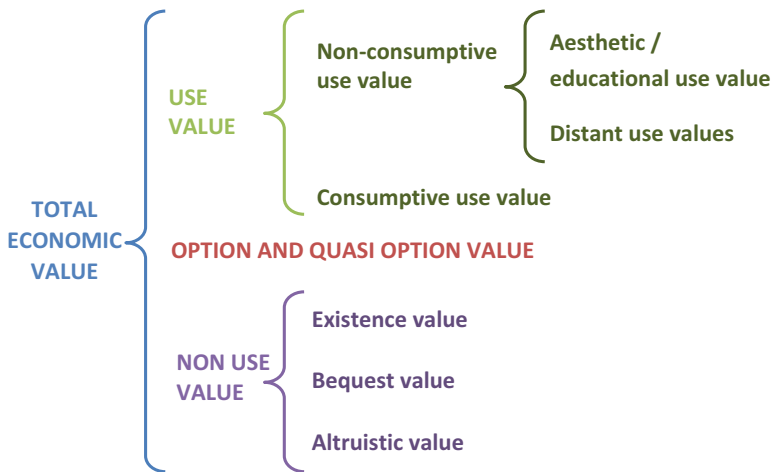 TOTAL
ECONOMIC
VALUE
USE
VALUE
Non-consumptive
use value
Aesthetic /
educational use value
Distant use values
Consumptive use value
OPTION AND QUASI OPTION VALUE
NON USE
VALUE
Existence value
Bequest value
Altruistic value